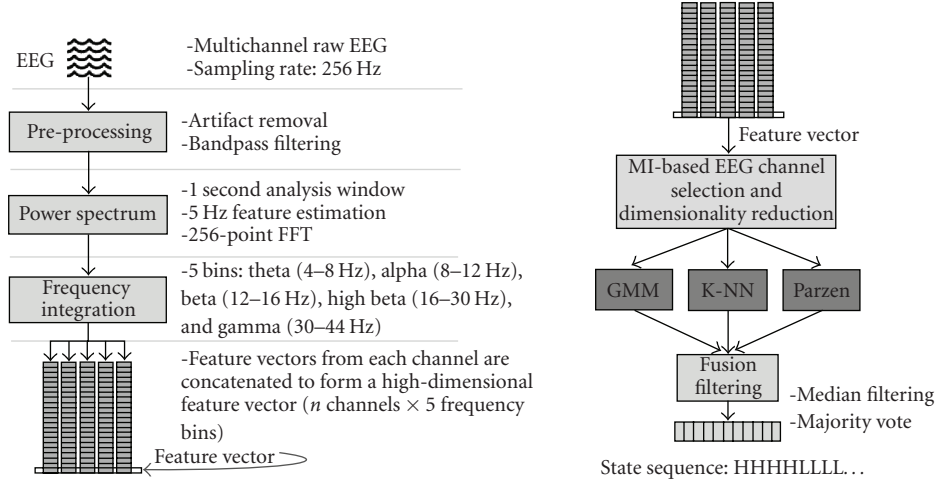 EEG
-Multichannel raw EEG
-Sampling rate: 256 Hz
Pre-processing
-Artifact removal
-Bandpass filtering
Power spectrum
-1 second analysis window
-5 Hz feature estimation
-256-point FFT
Frequency
integration
-5 bins: theta (4–8 Hz), alpha (8–12 Hz),
beta (12–16 Hz), high beta (16–30 Hz),
and gamma (30–44 Hz)
-Feature vectors from each channel are
concatenated to form a high-dimensional
feature vector (n channels × 5 frequency
bins)
Feature vector
Feature vector
MI-based EEG channel
selection and
dimensionality reduction
GMM
K-NN
Parzen
Fusion
filtering
-Median filtering
-Majority vote
State sequence: HHHHLLLL...